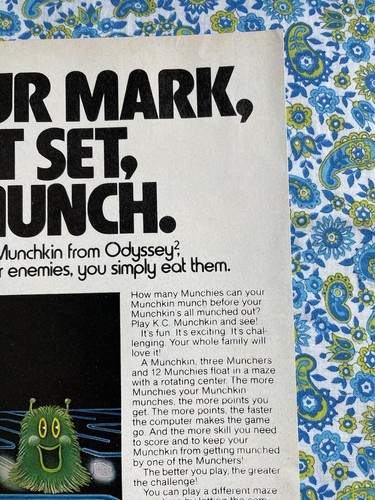 UR MARK,
T SET,
MUNCH.
Munchkin from Odyssey²,
r enemies, you simply eat them.
How many Munchies can your
Munchkin munch before your
Munchkin's all munched out?
Play K.C. Munchkin and see!
It's fun. It's exciting. It's chal-
lenging. Your whole family will
love it!
A Munchkin, three Munchers
and 12 Munchies float in a maze
with a rotating center. The more
Munchies your Munchkin
munches, the more points you
get. The more points, the faster
the computer makes the game
go. And the more skill you need
to score and to keep your
Munchkin from getting munched
by one of the Munchers!
The better you play, the greater
the challenge!
You can play a different maze